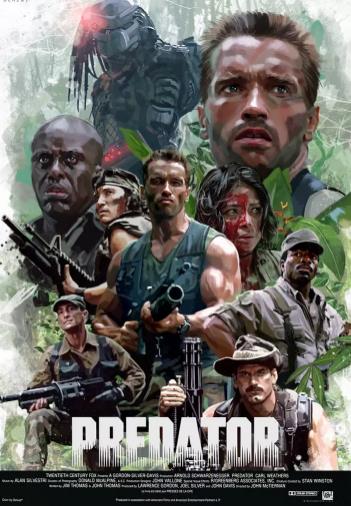 PREDATOR
TWENTIETH CENTURY FOX Presents A GORDON-SILVER-DAVIS Production ARNOLD SCHWARZENEGGER PREDATOR CARL WEATHERS
Music by ALAN SILVESTRI Director of Photography DONALD McALPINE, A.S.C. Production Designer JOHN VALLONE Special Visual Effects R/GREENBERG ASSOCIATES, INC. Creature Created by STAN WINSTON
Written by JIM THOMAS & JOHN THOMAS Produced by LAWRENCE GORDON, JOEL SILVER and JOHN DAVIS Directed by JOHN McTIERNAN
DOLBY STEREO